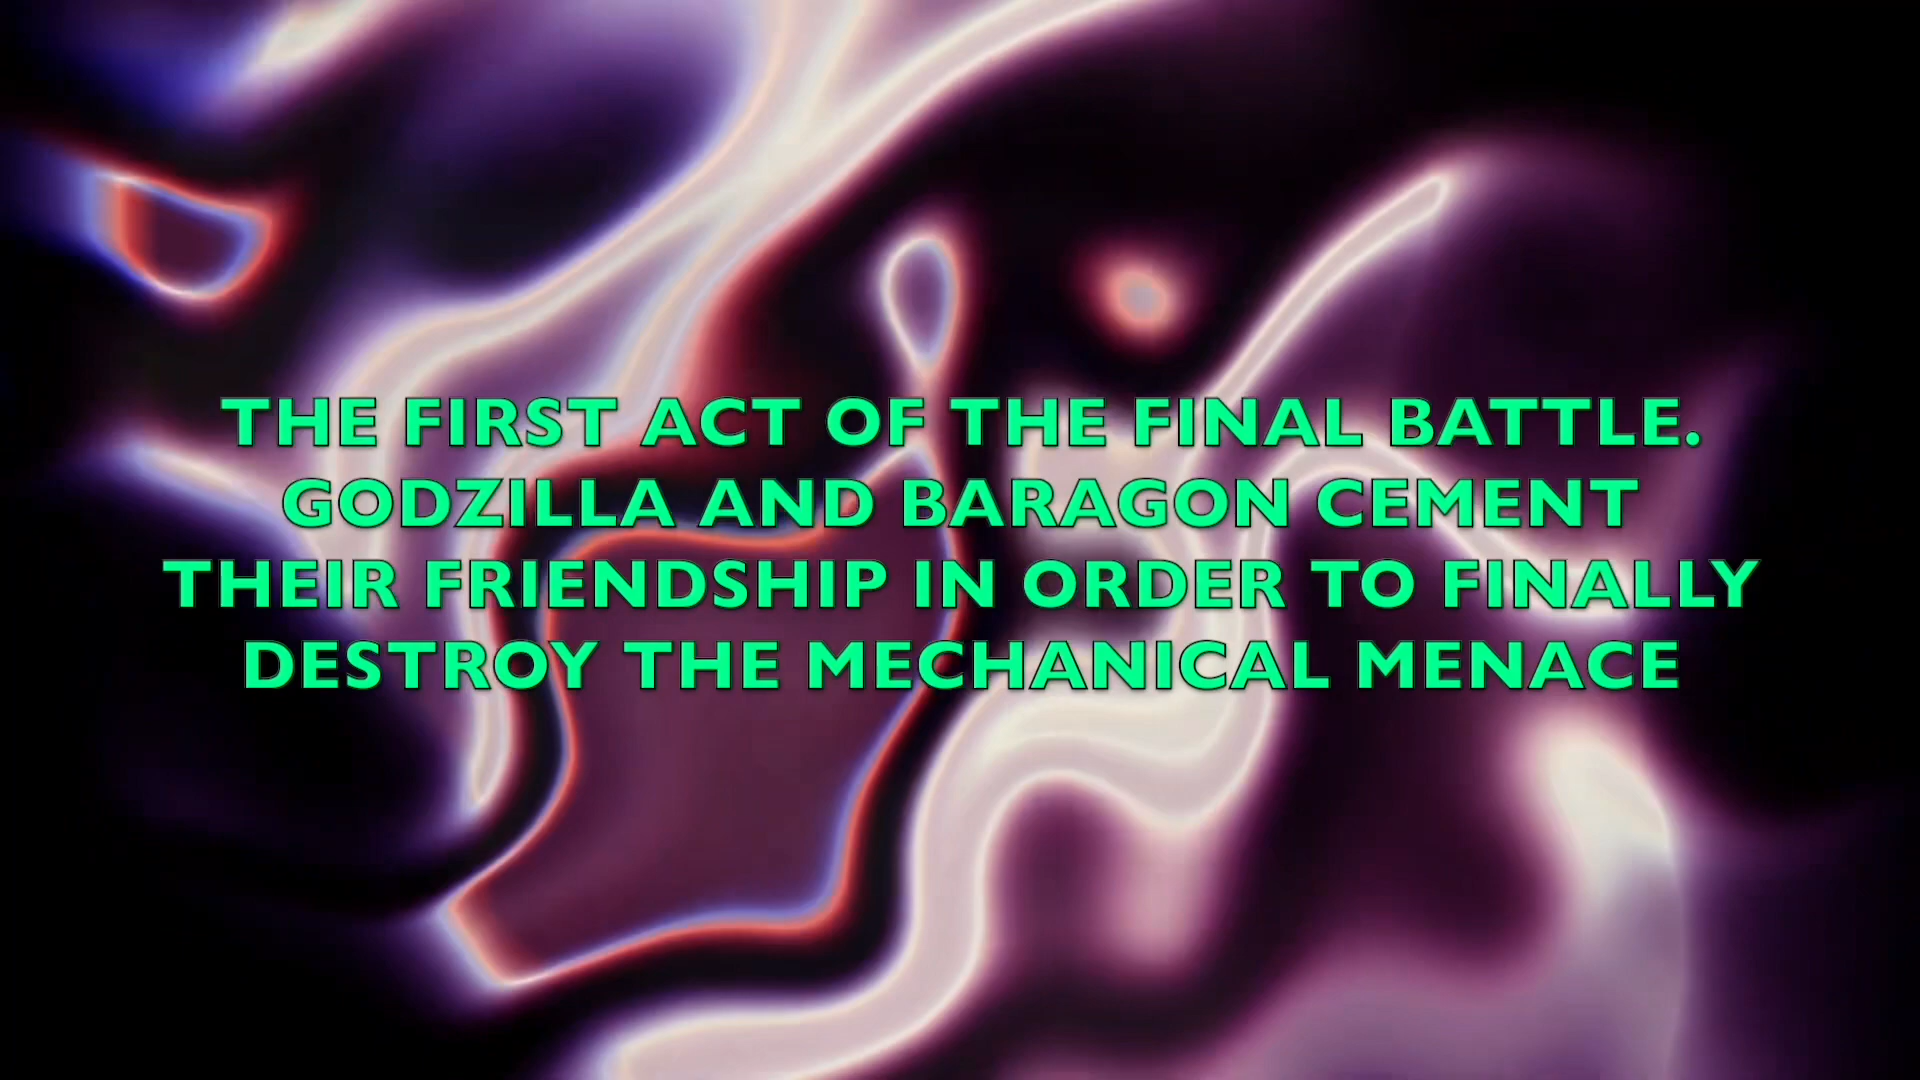 THE FIRST ACT OF THE FINAL BATTLE.
GODZILLA AND BARAGON CEMENT
THEIR FRIENDSHIP IN ORDER TO FINALLY
DESTROY THE MECHANICAL MENACE